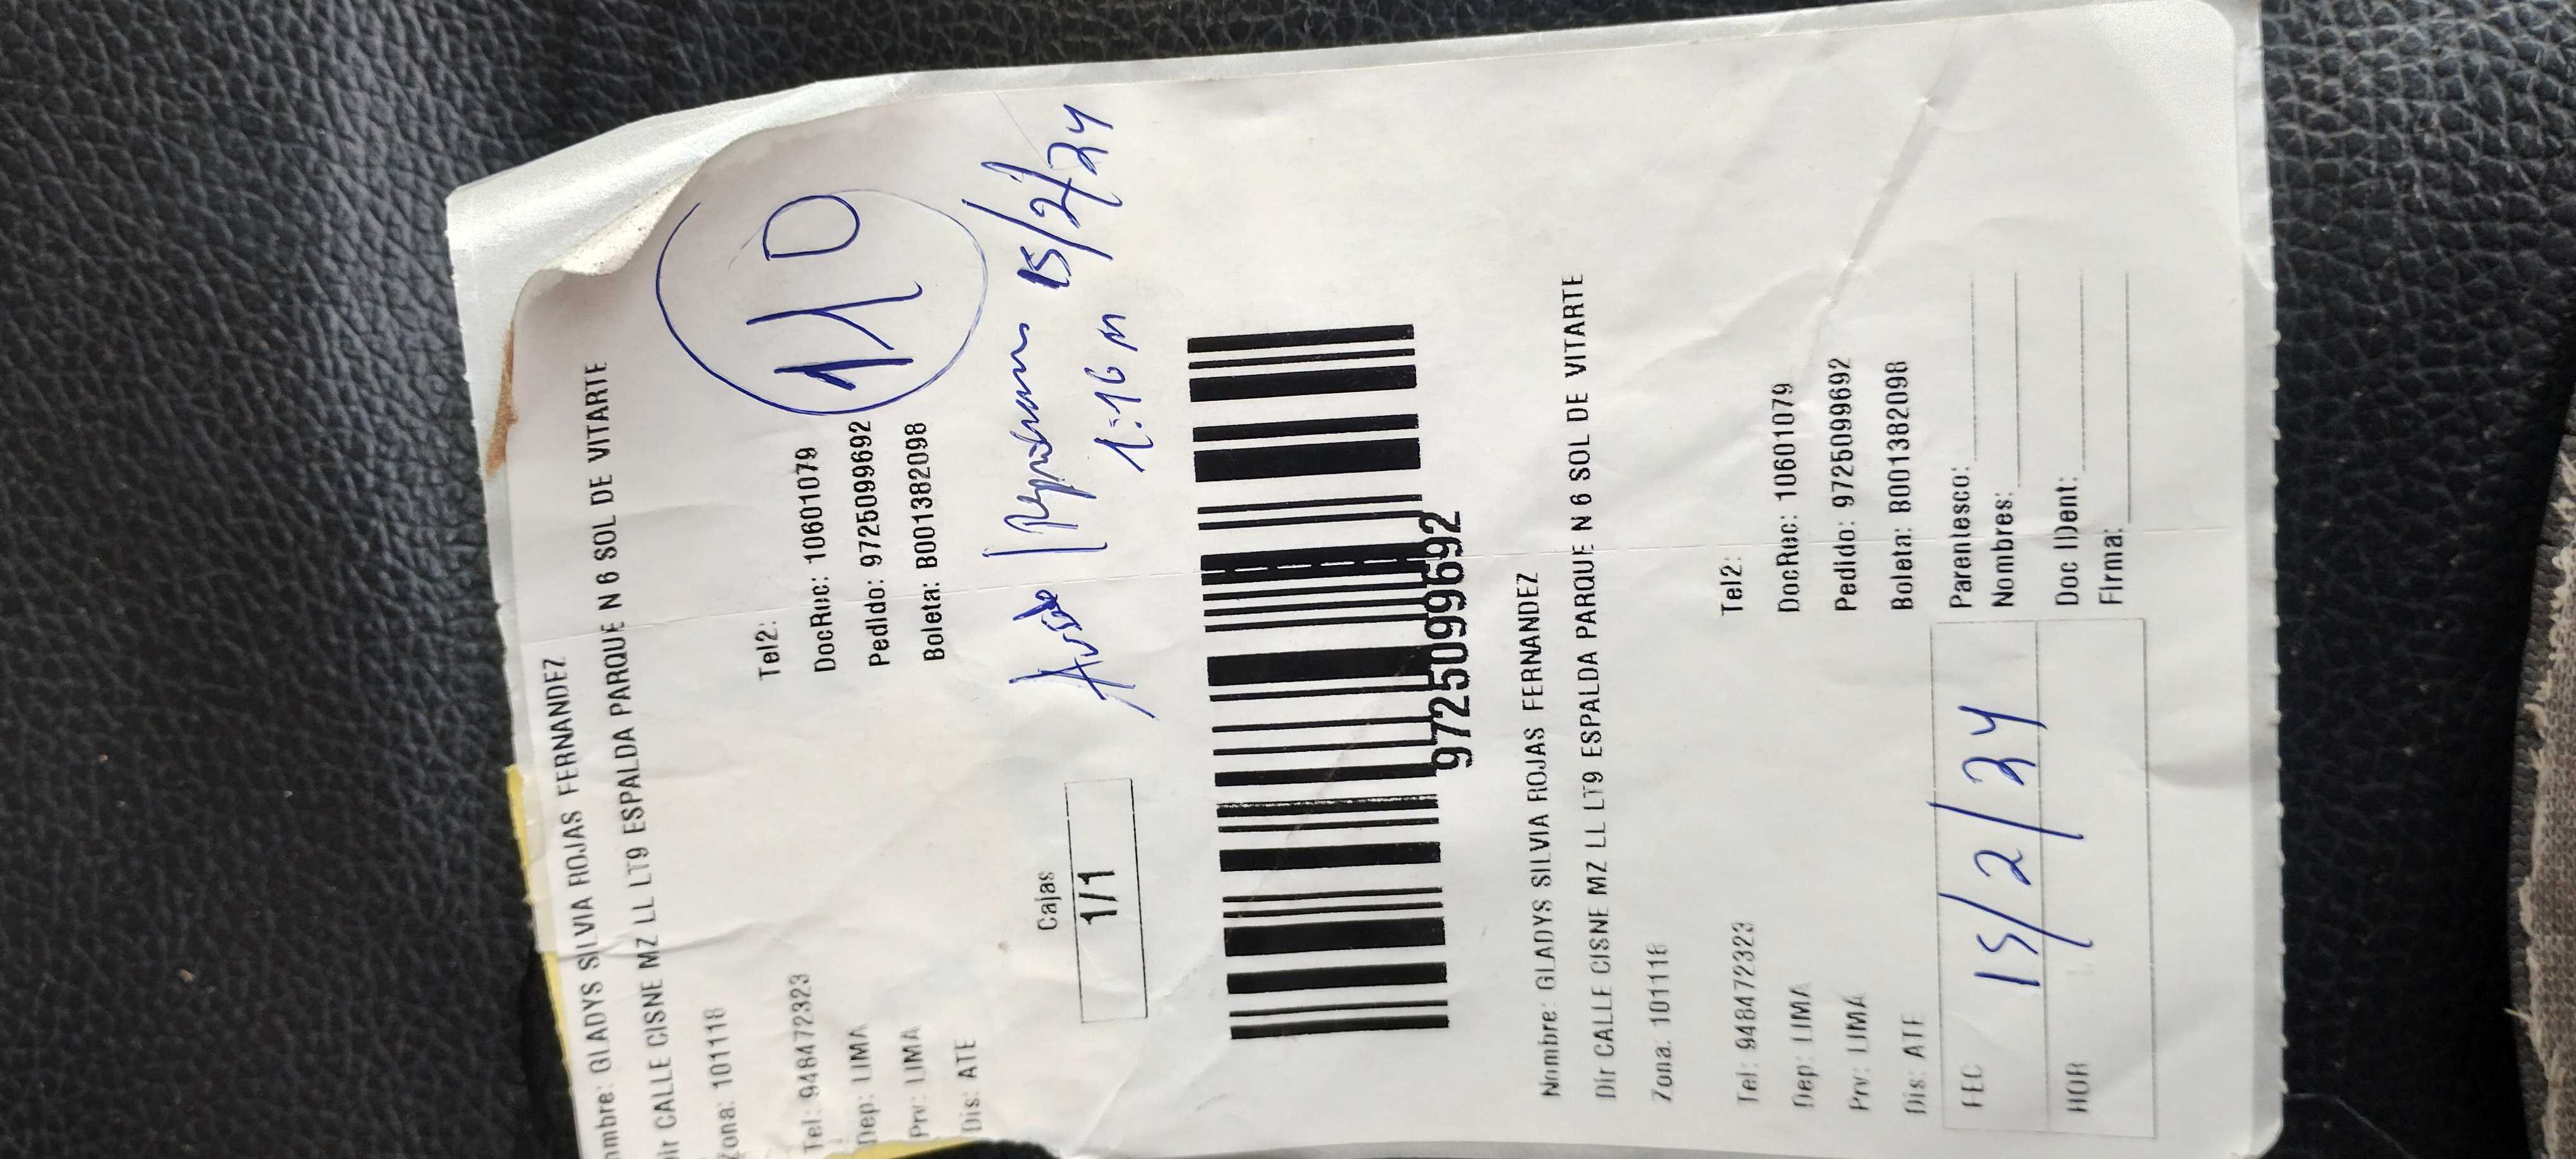 ombre: GLADYS SILVIA ROJAS FERNANDEZ
Dir CALLE CISNE MZ LL LT9 ESPALDA PARQUE N 6 SOL DE VITARTE
Zona: 101118
Tel: 948472323 Tel2:
Dep: LIMA DocRuc: 10601079
Prv: LIMA Pedido: 9725099692
Dis: ATE Boleta: B001382098
Cajas
1/1
15/2/24
1:16 M
9725099692
Nombre: GLADYS SILVIA ROJAS FERNANDEZ
Dir CALLE CISNE MZ LL LT9 ESPALDA PARQUE N 6 SOL DE VITARTE
Zona: 101118
Tel: 948472323 Tel2:
Dep: LIMA DocRuc: 10601079
Prv: LIMA Pedido: 9725099692
Dis: ATE Boleta: B001382098
FEC 15/2/24 Parentesco:
Nombres:
HOR Doc IDent:
Firma: